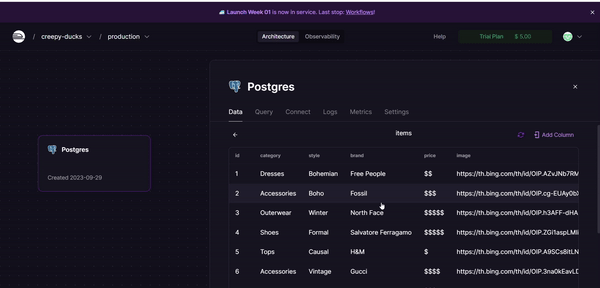 🚅 Launch Week 01 is now in service. Last stop: Workflows!
/ creepy-ducks / production
Architecture Observability
Help Trial Plan $ 5.00
Postgres
Data Query Connect Logs Metrics Settings
items
Add Column
id category style brand price image
1 Dresses Bohemian Free People $$ https://th.bing.com/th/id/OIP.AZvJNb7RM
2 Accessories Boho Fossil $$$ https://th.bing.com/th/id/OIP.cg-EUAy0b
3 Outerwear Winter North Face $$$$$ https://th.bing.com/th/id/OIP.h3AFF-dHA
4 Shoes Formal Salvatore Ferragamo $$$$$ https://th.bing.com/th/id/OIP.ZGi1aspLMi
5 Tops Causal H&M $ https://th.bing.com/th/id/OIP.A9SCs8itLN
6 Accessories Vintage Gucci $$$$ https://th.bing.com/th/id/OIP.3na0kEavLD
Postgres
Created 2023-09-29